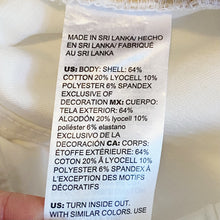 MADE IN SRI LANKA/ HECHO
EN SRI LANKA/ FABRIQUÉ
AU SRI LANKA
US: BODY: SHELL: 64%
COTTON 20% LYOCELL 10%
POLYESTER 6% SPANDEX
EXCLUSIVE OF
DECORATION MX: CUERPO:
TELA EXTERIOR: 64%
ALGODÓN 20% lyocell 10%
poliéster 6% elastano
EXCLUSIVO DE LA
DECORACIÓN CA: CORPS:
ÉTOFFE EXTÉRIEURE: 64%
COTON 20% LYOCELL 10%
POLYESTER 6% SPANDEX À
L'EXCEPTION DES MOTIFS
DÉCORATIFS
US: TURN INSIDE OUT.
WITH SIMILAR COLORS. USE